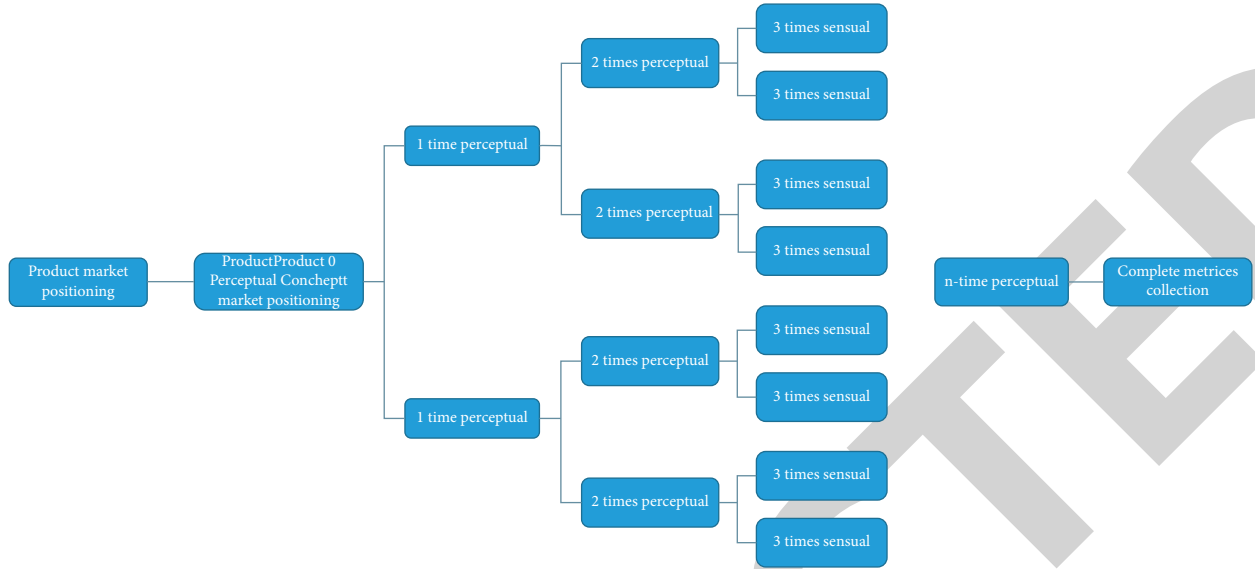 Product market
positioning
ProductProduct 0
Perceptual Concheptt
market positioning
1 time perceptual
1 time perceptual
2 times perceptual
2 times perceptual
2 times perceptual
2 times perceptual
3 times sensual
3 times sensual
3 times sensual
3 times sensual
3 times sensual
3 times sensual
3 times sensual
3 times sensual
n-time perceptual
Complete metrices
collection